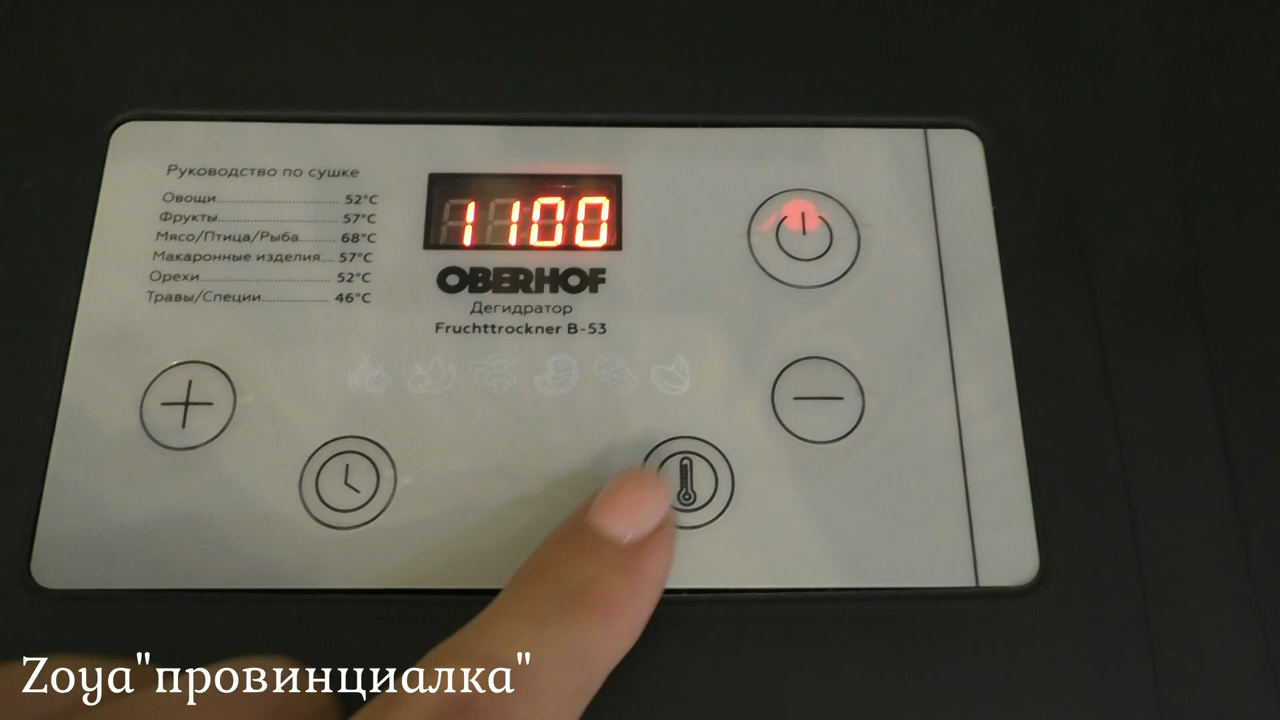 Руководство по сушке
Овощи................................ 52°C
Фрукты............................... 57°C
Мясо/Птица/Рыба......... 68°C
Макаронные изделия.... 57°C
Орехи.................................. 52°C
Травы/Специи................. 46°C
1100
OBERHOF
Дегидратор
Fruchttrockner B-53
Zoya"провинциалка"